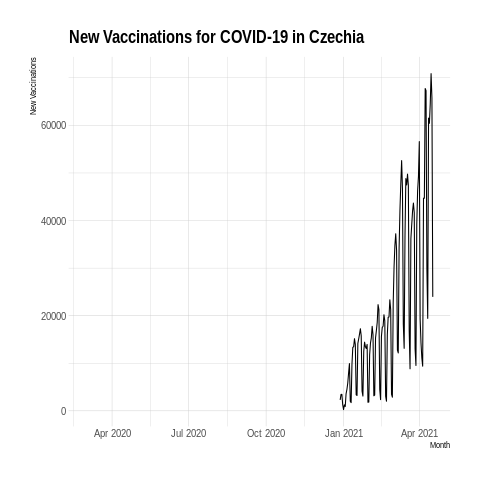 New Vaccinations for COVID-19 in Czechia
New Vaccinations
60000
40000
20000
0
Apr 2020 Jul 2020 Oct 2020 Jan 2021 Apr 2021
Month